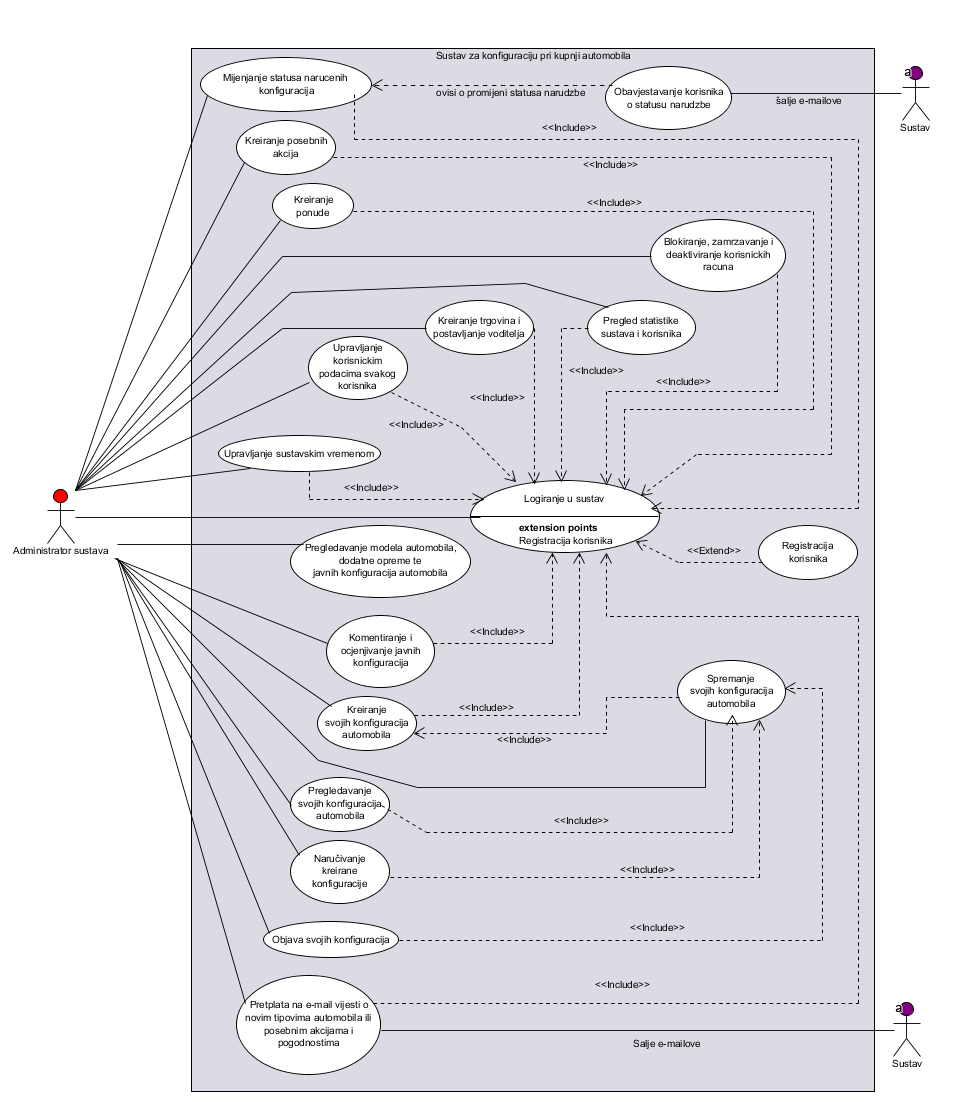 Sustav za konfiguraciju pri kupnji automobila
Mijenjanje statusa narucenih
konfiguracija
ovisi o promijeni statusa narudzbe
Obavjestavanje korisnika
o statusu narudzbe
šalje e-mailove
a
Sustav
<<Include>>
Kreiranje posebnih
akcija
<<Include>>
Kreiranje
ponude
<<Include>>
Blokiranje, zamrzavanje i
deaktiviranje korisnickih
racuna
Kreiranje trgovina i
postavljanje voditelja
Pregled statistike
sustava i korisnika
Upravljanje
korisnickim
podacima svakog
korisnika
<<Include>>
<<Include>>
<<Include>>
<<Include>>
Upravljanje sustavskim vremenom
<<Include>>
Logiranje u sustav
extension points
Registracija korisnika
Administrator sustava
Pregledavanje modela automobila,
dodatne opreme te
javnih konfiguracija automobila
<<Extend>>
Registracija
korisnika
Komentiranje i
ocjenjivanje javnih
konfiguracija
<<Include>>
Spremanje
svojih konfiguracija
automobila
Kreiranje
svojih konfiguracija
automobila
<<Include>>
<<Include>>
Pregledavanje
svojih konfiguracija
automobila
<<Include>>
Naručivanje
kreirane
konfiguracije
<<Include>>
Objava svojih konfiguracija
<<Include>>
Pretplata na e-mail vijesti o
novim tipovima automobila ili
posebnim akcijama i
pogodnostima
<<Include>>
Salje e-mailove
a
Sustav